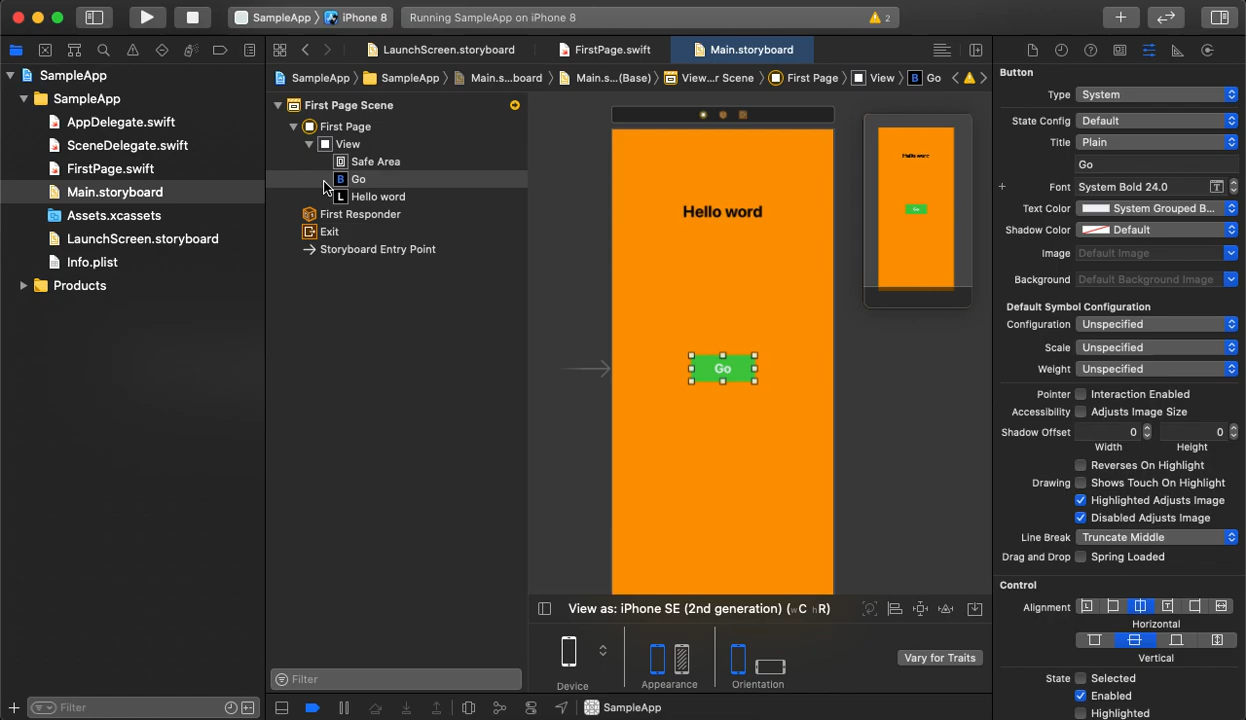 SampleApp
iPhone 8
Running SampleApp on iPhone 8
2
LaunchScreen.storyboard
FirstPage.swift
Main.storyboard
SampleApp
SampleApp
Main.s...board
Main.s...(Base)
View...r Scene
First Page
View
B
Go
SampleApp
SampleApp
AppDelegate.swift
SceneDelegate.swift
FirstPage.swift
Main.storyboard
Assets.xcassets
LaunchScreen.storyboard
Info.plist
Products
Filter
First Page Scene
First Page
View
Safe Area
B Go
L Hello word
First Responder
Exit
Storyboard Entry Point
Filter
Hello word
Go
Hello word
Go
View as: iPhone SE (2nd generation) (wC hR)
Device
Appearance
Orientation
Vary for Traits
SampleApp
Button
Type System
State Config Default
Title Plain
Go
Font System Bold 24.0 T
Text Color System Grouped B...
Shadow Color Default
Image Default Image
Background Default Background Image
Default Symbol Configuration
Configuration Unspecified
Scale Unspecified
Weight Unspecified
Pointer Interaction Enabled
Accessibility Adjusts Image Size
Shadow Offset 0 0
Width Height
Reverses On Highlight
Drawing Shows Touch On Highlight
Highlighted Adjusts Image
Disabled Adjusts Image
Line Break Truncate Middle
Drag and Drop Spring Loaded
Control
Alignment
Horizontal
Vertical
State Selected
Enabled
Highlighted